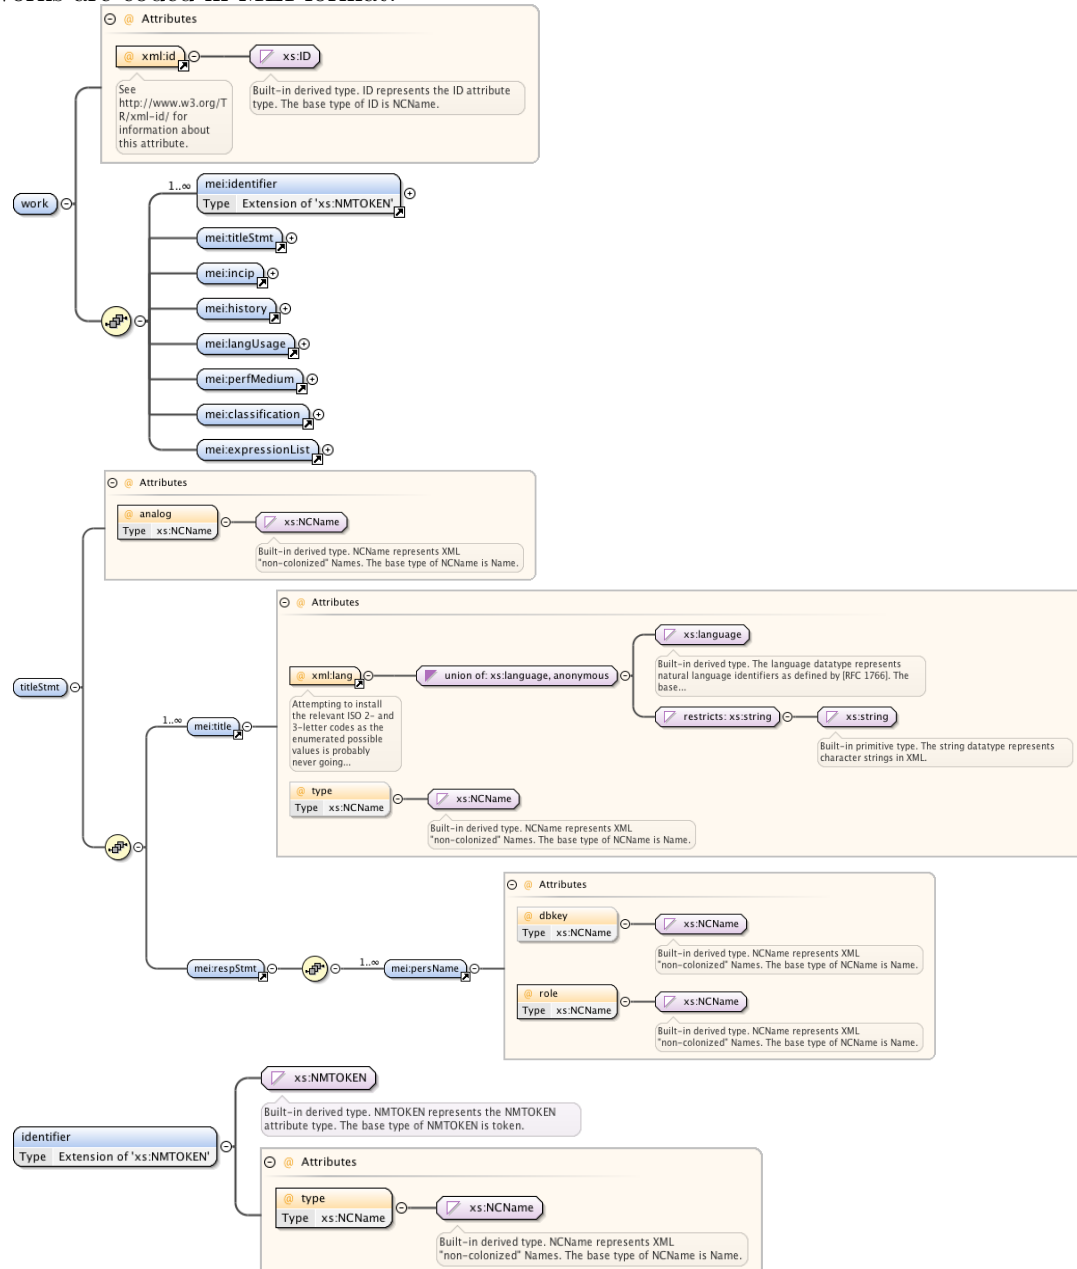 works are coded in MEI format.
@ Attributes
@ xml:id
xs:ID
See
http://www.w3.org/T
R/xml-id/ for
information about
this attribute.
Built-in derived type. ID represents the ID attribute
type. The base type of ID is NCName.
work
1..∞
mei:identifier
Type Extension of 'xs:NMTOKEN'
mei:titleStmt
mei:incip
mei:history
mei:langUsage
mei:perfMedium
mei:classification
mei:expressionList
@ Attributes
@ analog
Type xs:NCName
xs:NCName
Built-in derived type. NCName represents XML
"non-colonized" Names. The base type of NCName is Name.
titleStmt
1..∞
mei:title
@ Attributes
@ xml:lang
union of: xs:language, anonymous
xs:language
Built-in derived type. The language datatype represents
natural language identifiers as defined by [RFC 1766]. The
base...
restricts: xs:string
xs:string
Built-in primitive type. The string datatype represents
character strings in XML.
Attempting to install
the relevant ISO 2- and
3-letter codes as the
enumerated possible
values is probably
never going...
@ type
Type xs:NCName
xs:NCName
Built-in derived type. NCName represents XML
"non-colonized" Names. The base type of NCName is Name.
mei:respStmt
1..∞
mei:persName
@ Attributes
@ dbkey
Type xs:NCName
xs:NCName
Built-in derived type. NCName represents XML
"non-colonized" Names. The base type of NCName is Name.
@ role
Type xs:NCName
xs:NCName
Built-in derived type. NCName represents XML
"non-colonized" Names. The base type of NCName is Name.
identifier
Type Extension of 'xs:NMTOKEN'
xs:NMTOKEN
Built-in derived type. NMTOKEN represents the NMTOKEN
attribute type. The base type of NMTOKEN is token.
@ Attributes
@ type
Type xs:NCName
xs:NCName
Built-in derived type. NCName represents XML
"non-colonized" Names. The base type of NCName is Name.